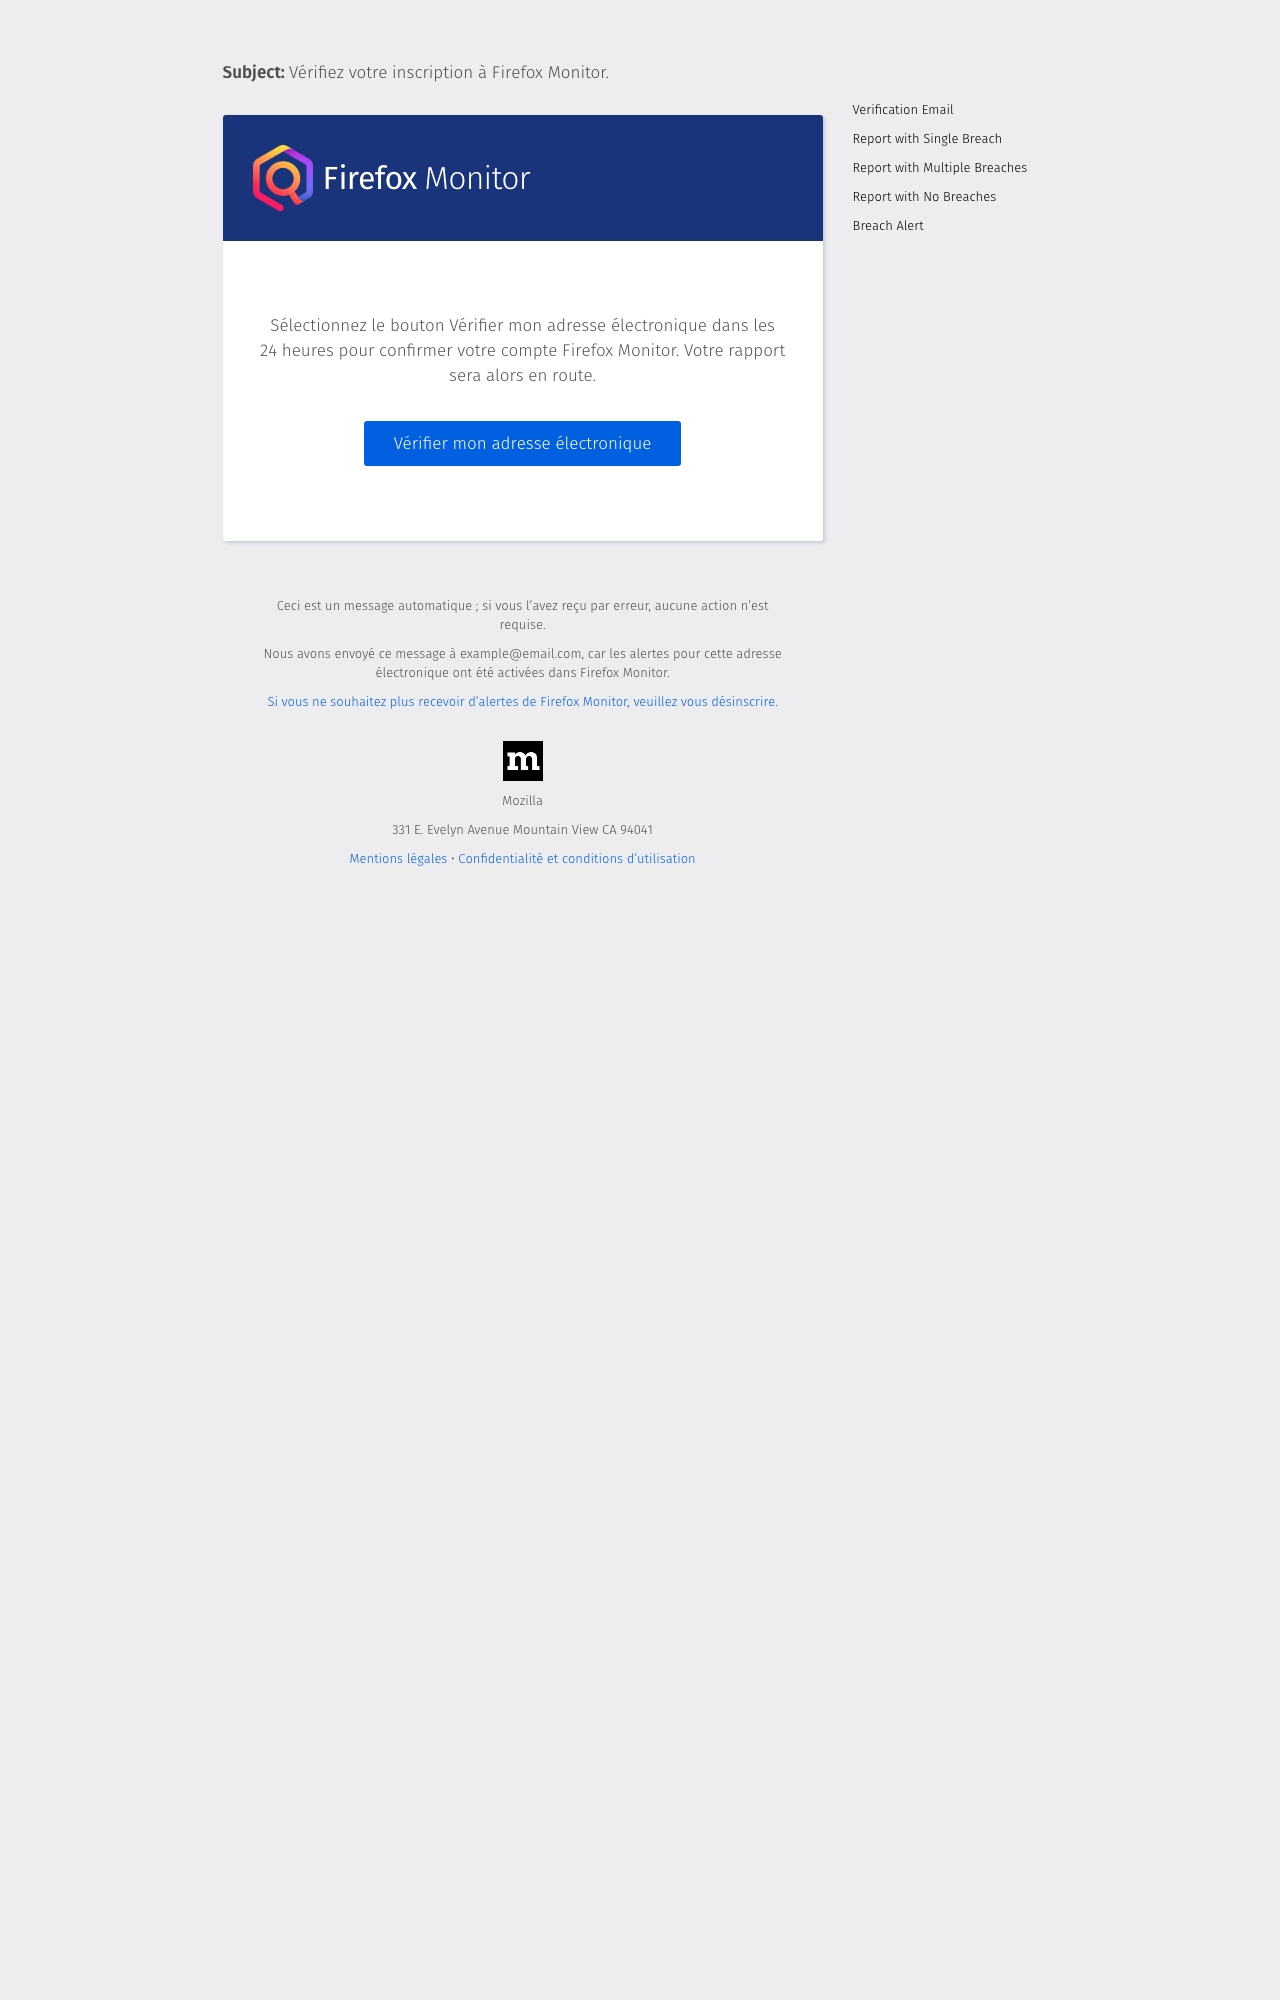 Subject: Vérifiez votre inscription à Firefox Monitor.
Verification Email
Report with Single Breach
Report with Multiple Breaches
Report with No Breaches
Breach Alert
Firefox Monitor
Sélectionnez le bouton Vérifier mon adresse électronique dans les
24 heures pour confirmer votre compte Firefox Monitor. Votre rapport
sera alors en route.
Vérifier mon adresse électronique
Ceci est un message automatique ; si vous l’avez reçu par erreur, aucune action n’est
requise.
Nous avons envoyé ce message à example@email.com, car les alertes pour cette adresse
électronique ont été activées dans Firefox Monitor.
Si vous ne souhaitez plus recevoir d’alertes de Firefox Monitor, veuillez vous désinscrire.
m
Mozilla
331 E. Evelyn Avenue Mountain View CA 94041
Mentions légales · Confidentialité et conditions d’utilisation